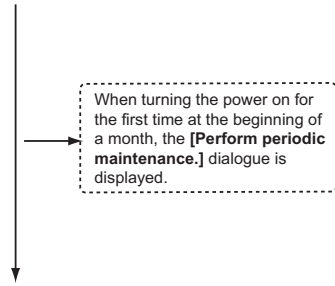 When turning the power on for
the first time at the beginning of
a month, the [Perform periodic
maintenance.] dialogue is
displayed.